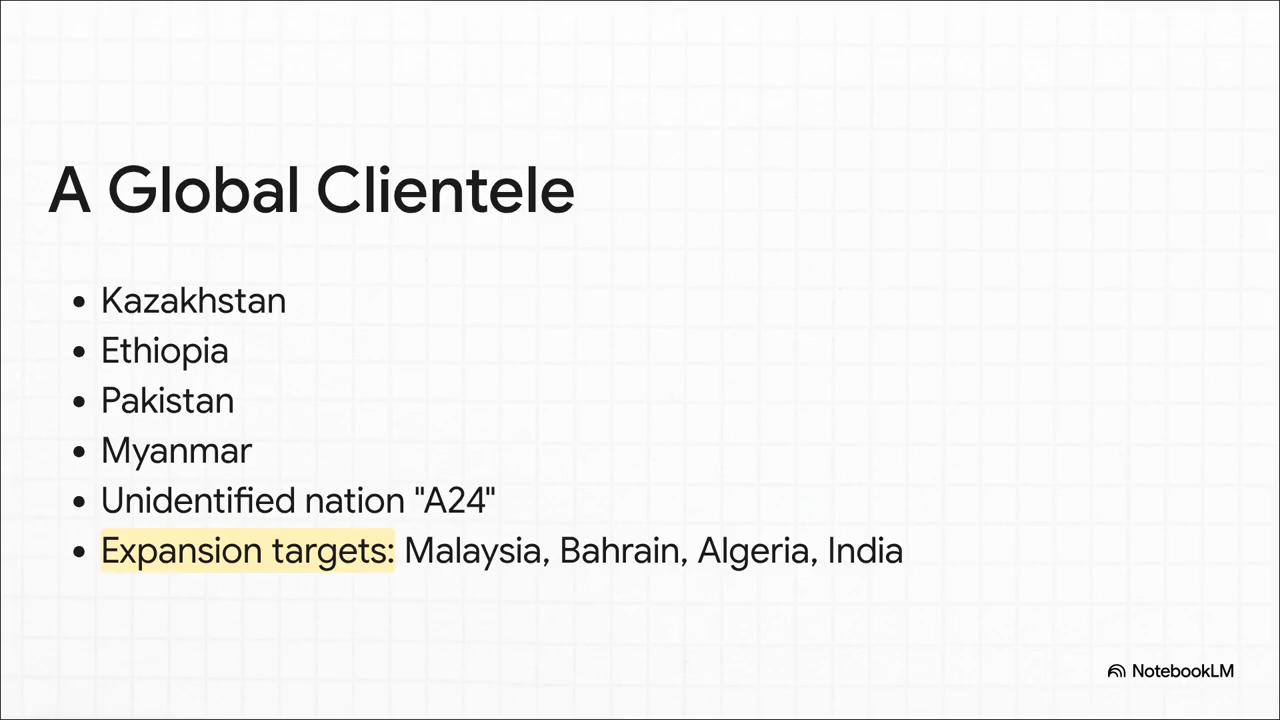 A Global Clientele
• Kazakhstan
• Ethiopia
• Pakistan
• Myanmar
• Unidentified nation "A24"
• Expansion targets: Malaysia, Bahrain, Algeria, India
NotebookLM